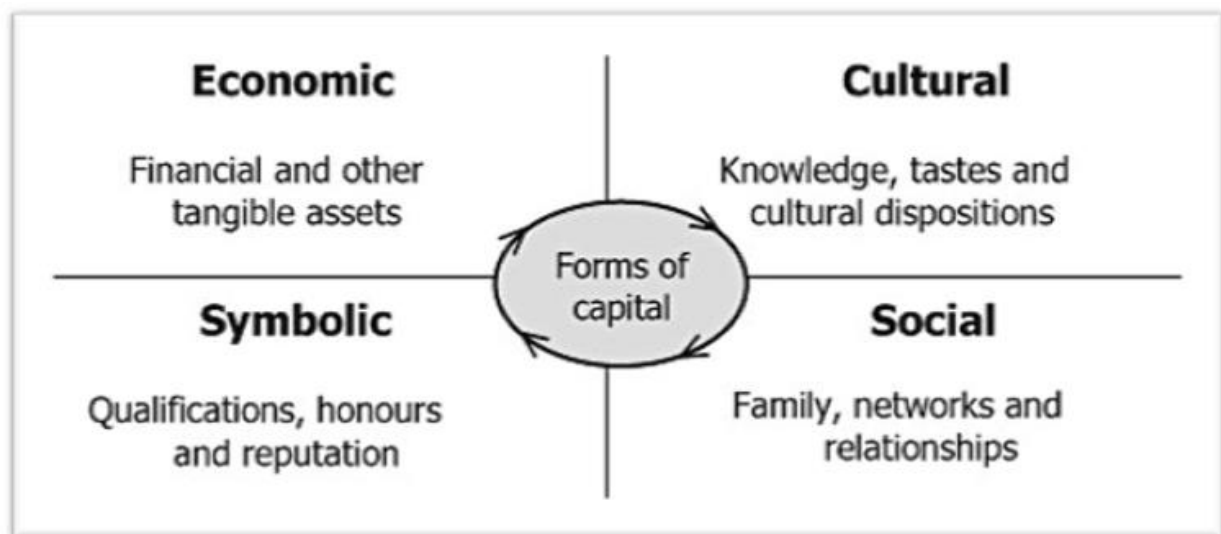 Economic
Financial and other
tangible assets
Cultural
Knowledge, tastes and
cultural dispositions
Forms of
capital
Symbolic
Qualifications, honours
and reputation
Social
Family, networks and
relationships